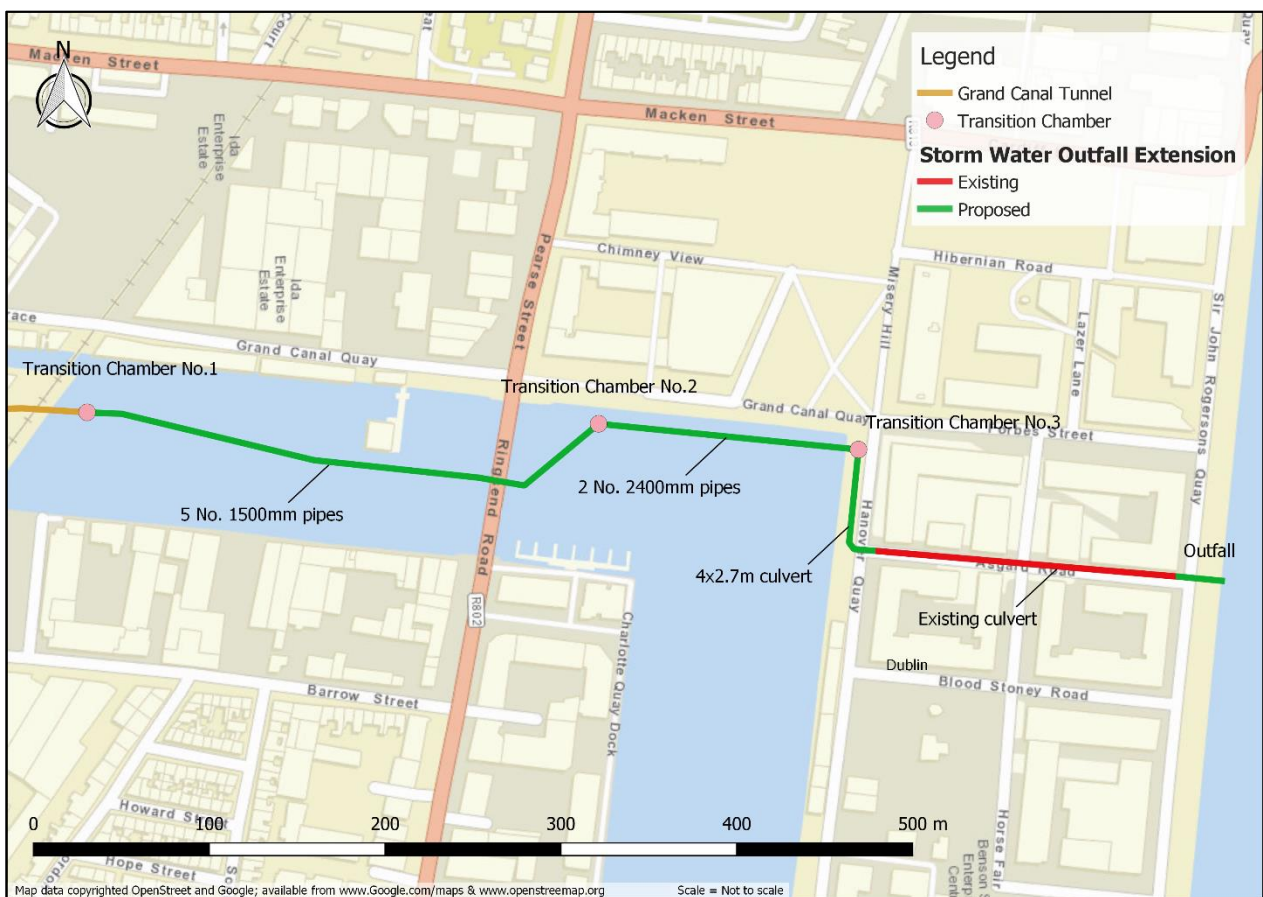 Court
Quay
N
Macken Street
Legend
Grand Canal Tunnel
Transition Chamber
Storm Water Outfall Extension
Existing
Proposed
Macken Street
Ida
Enterprise
Estate
Pearse Street
Chimney View
Hibernian Road
Misery Hill
Ida
Enterprise
Estate
Lazer Lane
Sir John Rogersons Quay
race
Grand Canal Quay
Transition Chamber No.1
Transition Chamber No.2
Grand Canal Quay
Transition Chamber No.3
Forbes Street
Ringsend Road
2 No. 2400mm pipes
5 No. 1500mm pipes
Hanover Quay
Outfall
Asgard Road
4x2.7m culvert
Existing culvert
R802
Charlotte Quay Dock
Dublin
Blood Stoney Road
Barrow Street
Howard Street
Horse Fair
0 100 200 300 400 500 m
Hope Street
Map data copyrighted OpenStreet and Google; available from www.Google.com/maps & www.openstreemap.org
Scale = Not to scale